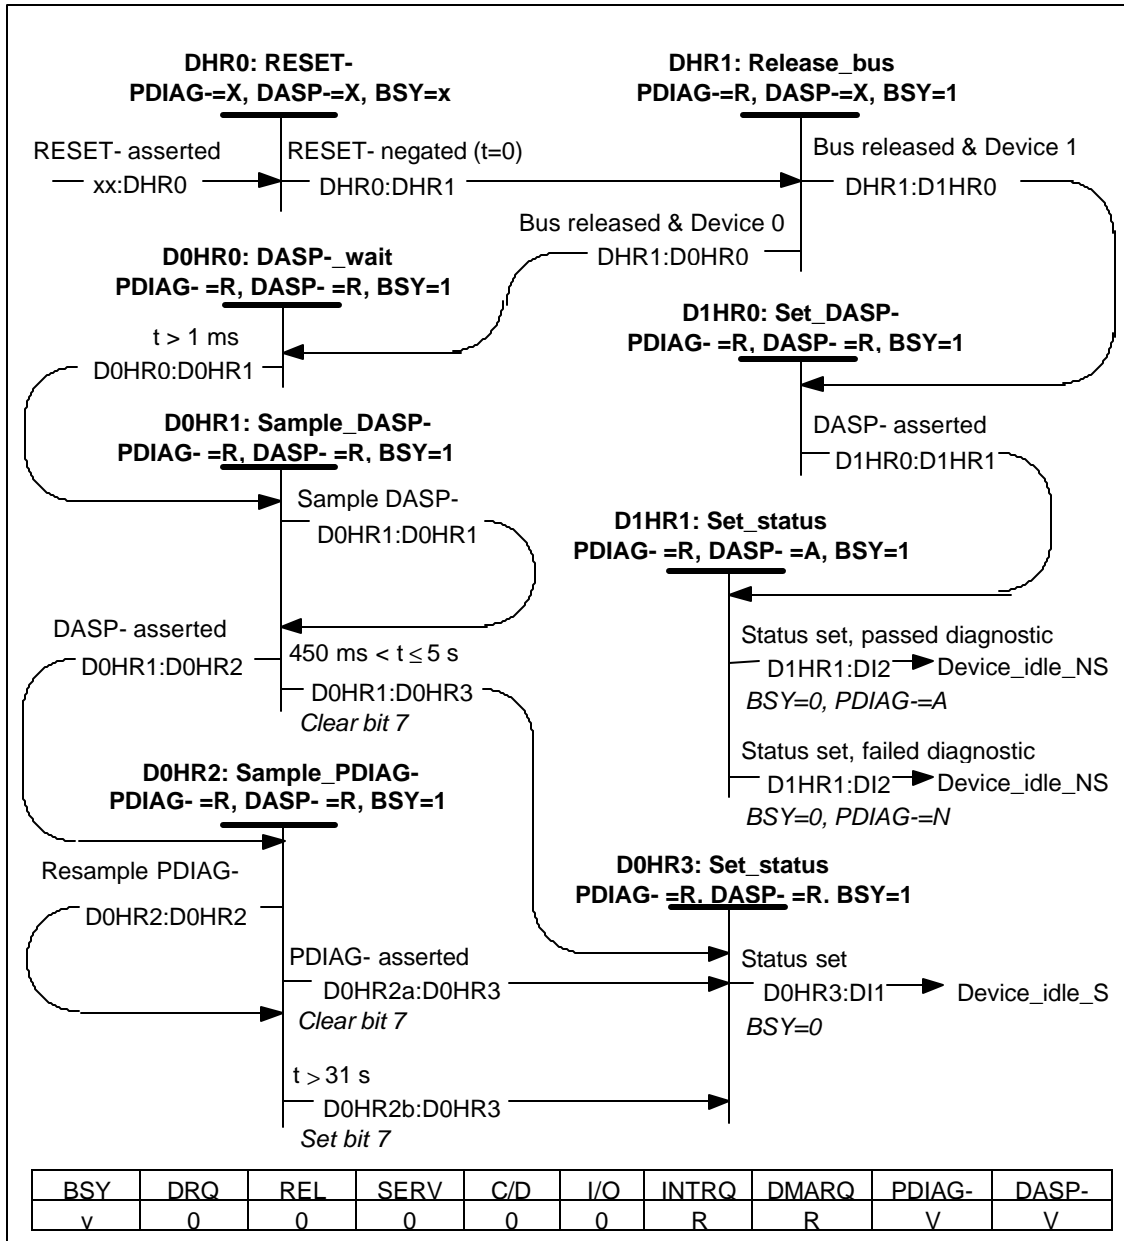 DHR0: RESET-
PDIAG-=X, DASP-=X, BSY=x
RESET- asserted
xx:DHR0
RESET- negated (t=0)
DHR0:DHR1
DHR1: Release_bus
PDIAG-=R, DASP-=X, BSY=1
Bus released & Device 1
DHR1:D1HR0
Bus released & Device 0
DHR1:D0HR0
D0HR0: DASP-_wait
PDIAG- =R, DASP- =R, BSY=1
t > 1 ms
D0HR0:D0HR1
D1HR0: Set_DASP-
PDIAG- =R, DASP- =R, BSY=1
DASP- asserted
D1HR0:D1HR1
D0HR1: Sample_DASP-
PDIAG- =R, DASP- =R, BSY=1
Sample DASP-
D0HR1:D0HR1
DASP- asserted
D0HR1:D0HR2
450 ms < t ≤ 5 s
D0HR1:D0HR3
Clear bit 7
D1HR1: Set_status
PDIAG- =R, DASP- =A, BSY=1
Status set, passed diagnostic
D1HR1:DI2 Device_idle_NS
BSY=0, PDIAG-=A
Status set, failed diagnostic
D1HR1:DI2 Device_idle_NS
BSY=0, PDIAG-=N
D0HR2: Sample_PDIAG-
PDIAG- =R, DASP- =R, BSY=1
Resample PDIAG-
D0HR2:D0HR2
PDIAG- asserted
D0HR2a:D0HR3
Clear bit 7
t > 31 s
D0HR2b:D0HR3
Set bit 7
D0HR3: Set_status
PDIAG- =R. DASP- =R. BSY=1
Status set
D0HR3:DI1 Device_idle_S
BSY=0
BSY DRQ REL SERV C/D I/O INTRQ DMARQ PDIAG- DASP-
v 0 0 0 0 0 R R V V